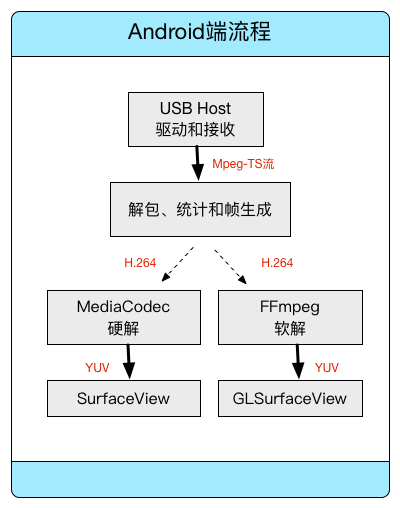 Android端流程
USB Host
驱动和接收
Mpeg-TS流
解包、统计和帧生成
H.264
H.264
MediaCodec
硬解
FFmpeg
软解
YUV
YUV
SurfaceView
GLSurfaceView